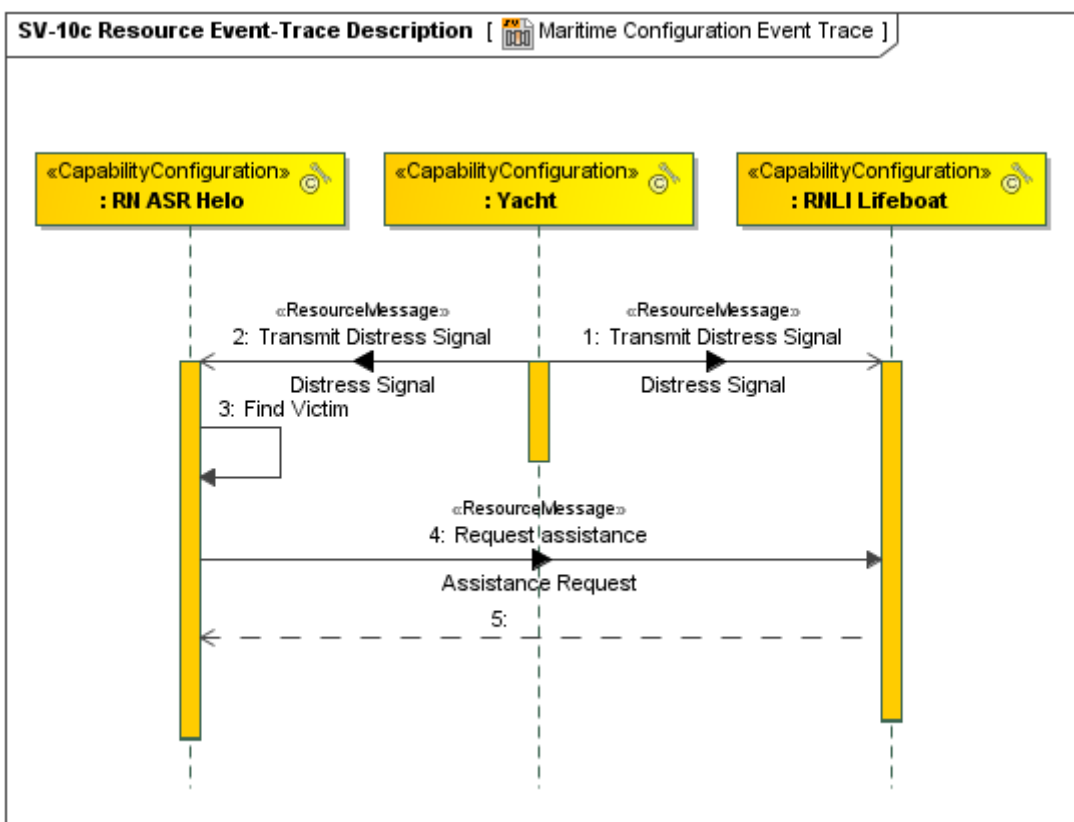 SV-10c Resource Event-Trace Description [ SV Maritime Configuration Event Trace ]
«CapabilityConfiguration» ©
: RN ASR Helo
«CapabilityConfiguration» ©
: Yacht
«CapabilityConfiguration» ©
: RNLI Lifeboat
«ResourceMessage»
2: Transmit Distress Signal
Distress Signal
«ResourceMessage»
1: Transmit Distress Signal
Distress Signal
3: Find Victim
«ResourceMessage»
4: Request assistance
Assistance Request
5: